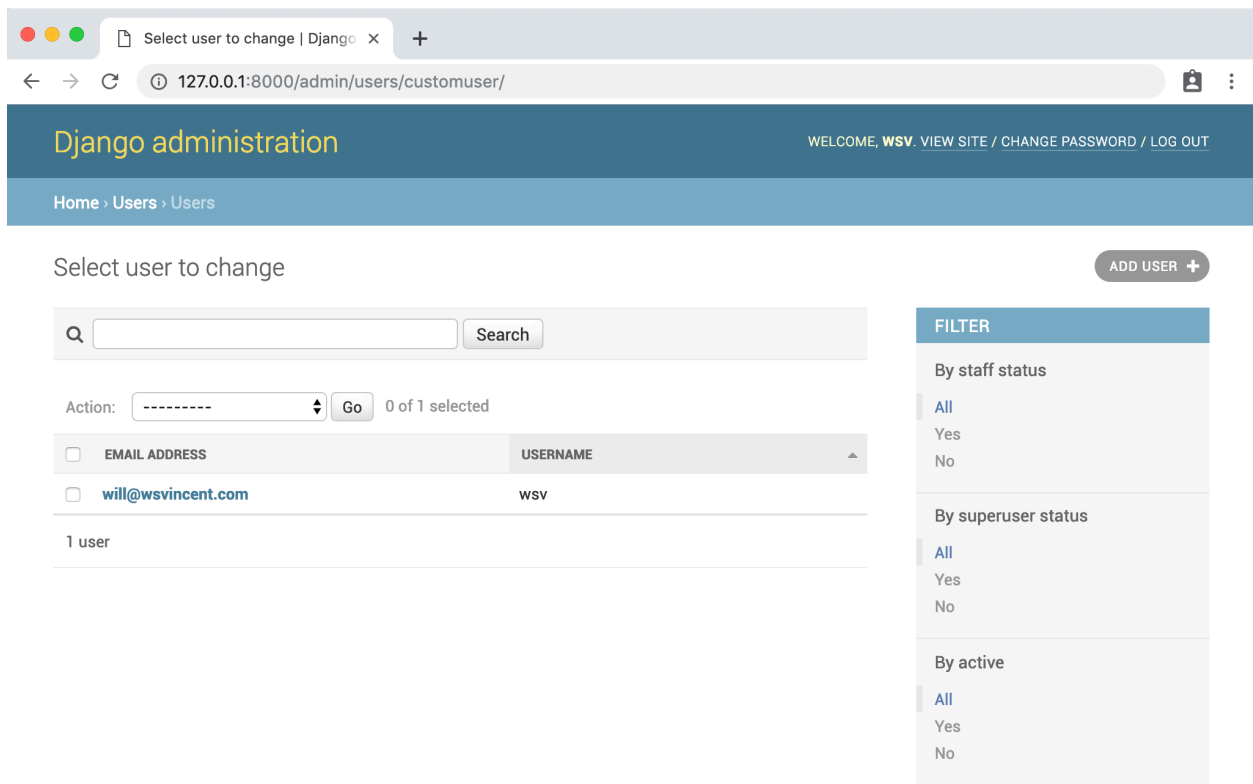 Select user to change | Django
127.0.0.1:8000/admin/users/customuser/
Django administration
WELCOME, WSV. VIEW SITE / CHANGE PASSWORD / LOG OUT
Home › Users › Users
Select user to change
ADD USER +
Search
Action: --------- Go 0 of 1 selected
EMAIL ADDRESS USERNAME
will@wsvincent.com wsv
1 user
FILTER
By staff status
All
Yes
No
By superuser status
All
Yes
No
By active
All
Yes
No